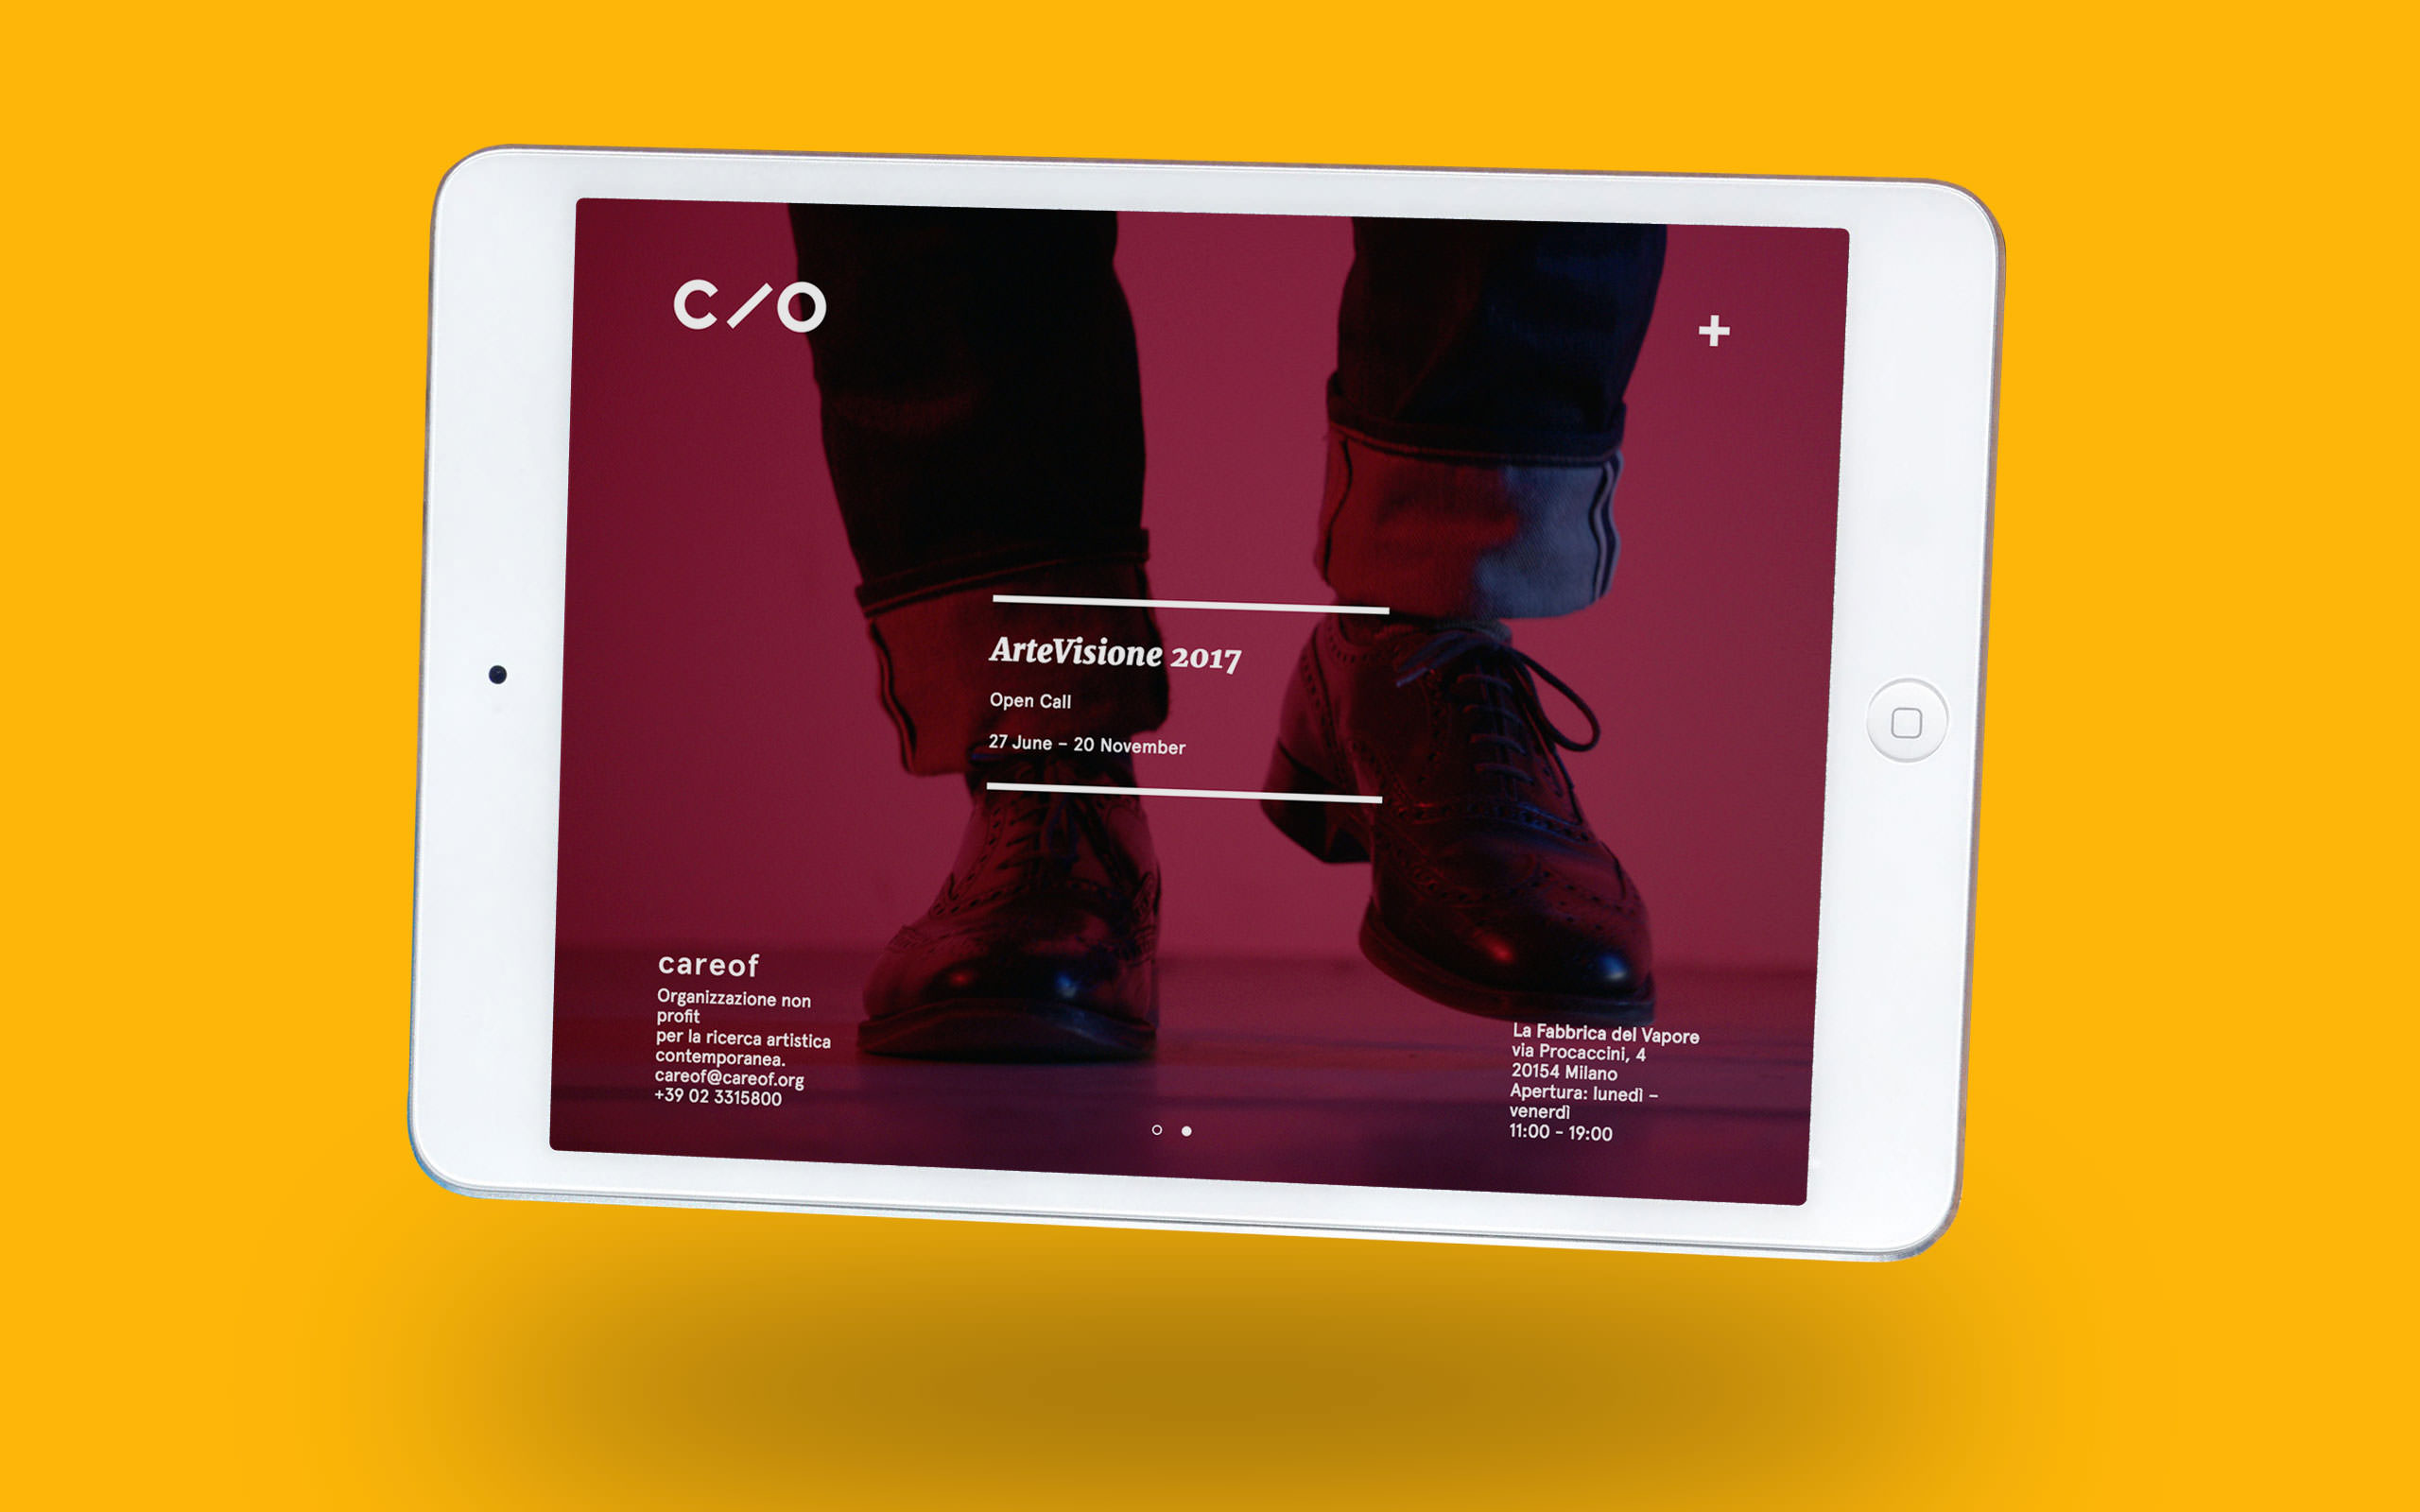 C/O
+
ArteVisione 2017
Open Call
27 June – 20 November
careof
Organizzazione non
profit
per la ricerca artistica
contemporanea.
careof@careof.org
+39 02 3315800
La Fabbrica del Vapore
via Procaccini, 4
20154 Milano
Apertura: lunedì –
venerdì
11:00 - 19:00